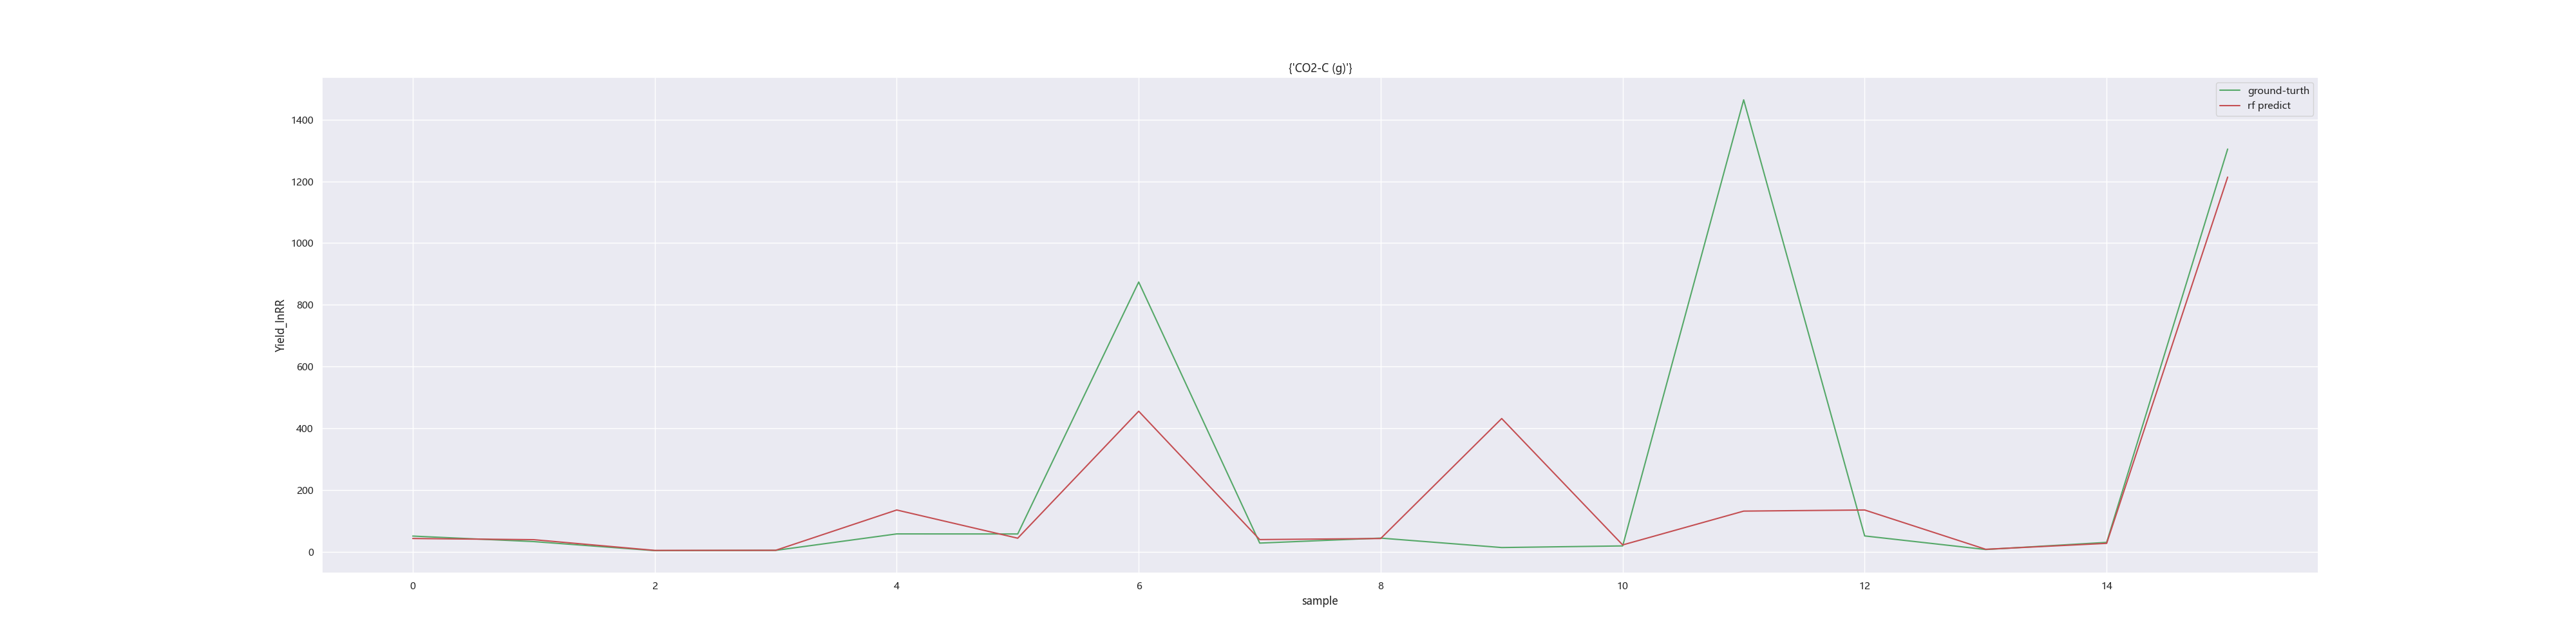 {'CO2-C (g)'}
ground-turth
rf predict
1400
1200
1000
800
600
400
200
0
Yield_lnRR
0 2 4 6 8 10 12 14
sample